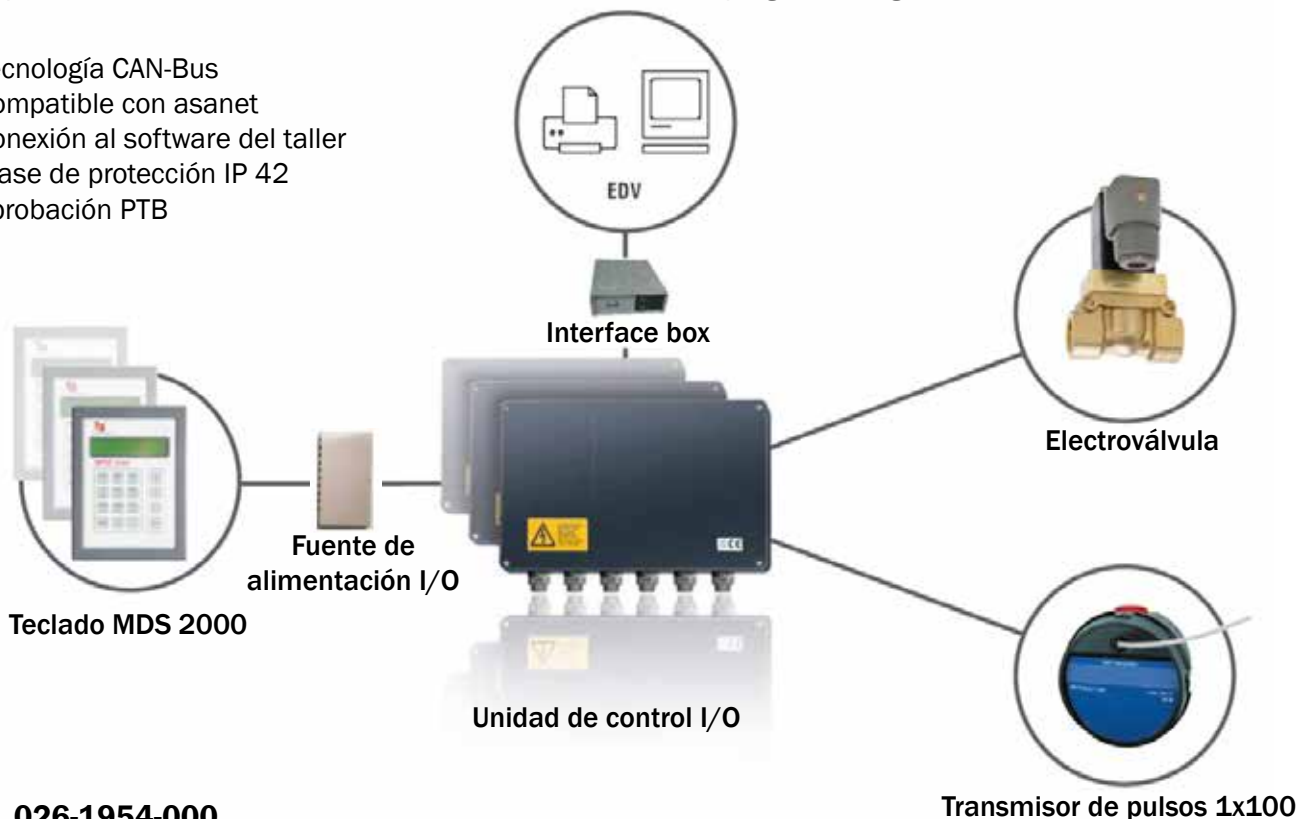 ecnología CAN-Bus
ompatible con asanet
onexión al software del taller
ase de protección IP 42
probación PTB
EDV
Interface box
Electroválvula
Fuente de
alimentación I/O
Teclado MDS 2000
Unidad de control I/O
026-1954-000
Transmisor de pulsos 1x100